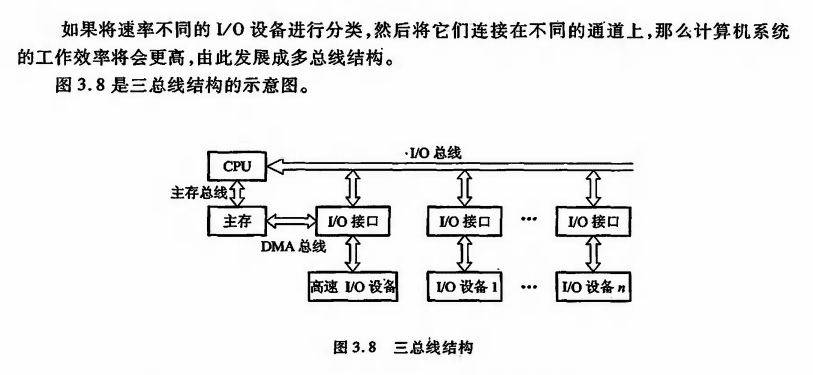 如果将速率不同的 I/O 设备进行分类,然后将它们连接在不同的通道上,那么计算机系统
的工作效率将会更高,由此发展成多总线结构。
图 3.8 是三总线结构的示意图。
I/O 总线
CPU
主存总线
主存
I/O 接口
I/O 接口
…
I/O 接口
DMA 总线
高速 I/O 设备
I/O 设备 1
…
I/O 设备 n
图 3.8 三总线结构